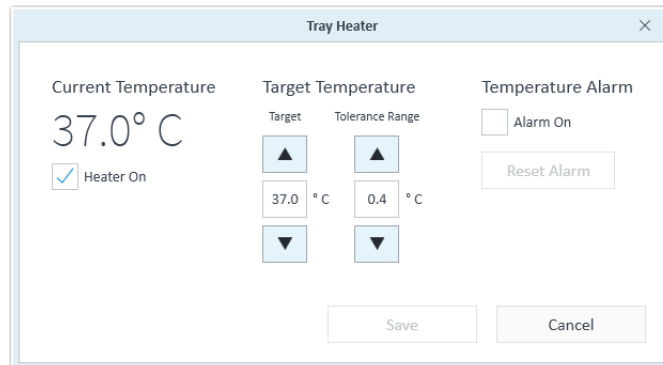 Tray Heater
Current Temperature
37.0° C
Heater On
Target Temperature
Target
Tolerance Range
37.0 ° C
0.4 ° C
Temperature Alarm
Alarm On
Reset Alarm
Save
Cancel